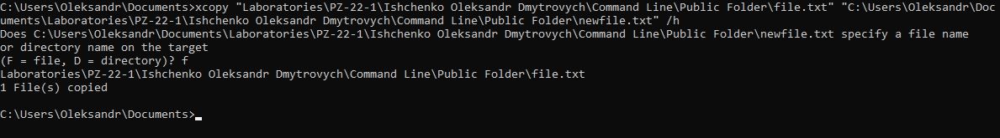 C:\Users\Oleksandr\Documents>xcopy "Laboratories\PZ-22-1\Ishchenko Oleksandr Dmytrovych\Command Line\Public Folder\file.txt" "C:\Users\Oleksandr\Doc
uments\Laboratories\PZ-22-1\Ishchenko Oleksandr Dmytrovych\Command Line\Public Folder\newfile.txt" /h
Does C:\Users\Oleksandr\Documents\Laboratories\PZ-22-1\Ishchenko Oleksandr Dmytrovych\Command Line\Public Folder\newfile.txt specify a file name
or directory name on the target
(F = file, D = directory)? f
Laboratories\PZ-22-1\Ishchenko Oleksandr Dmytrovych\Command Line\Public Folder\file.txt
1 File(s) copied
C:\Users\Oleksandr\Documents>